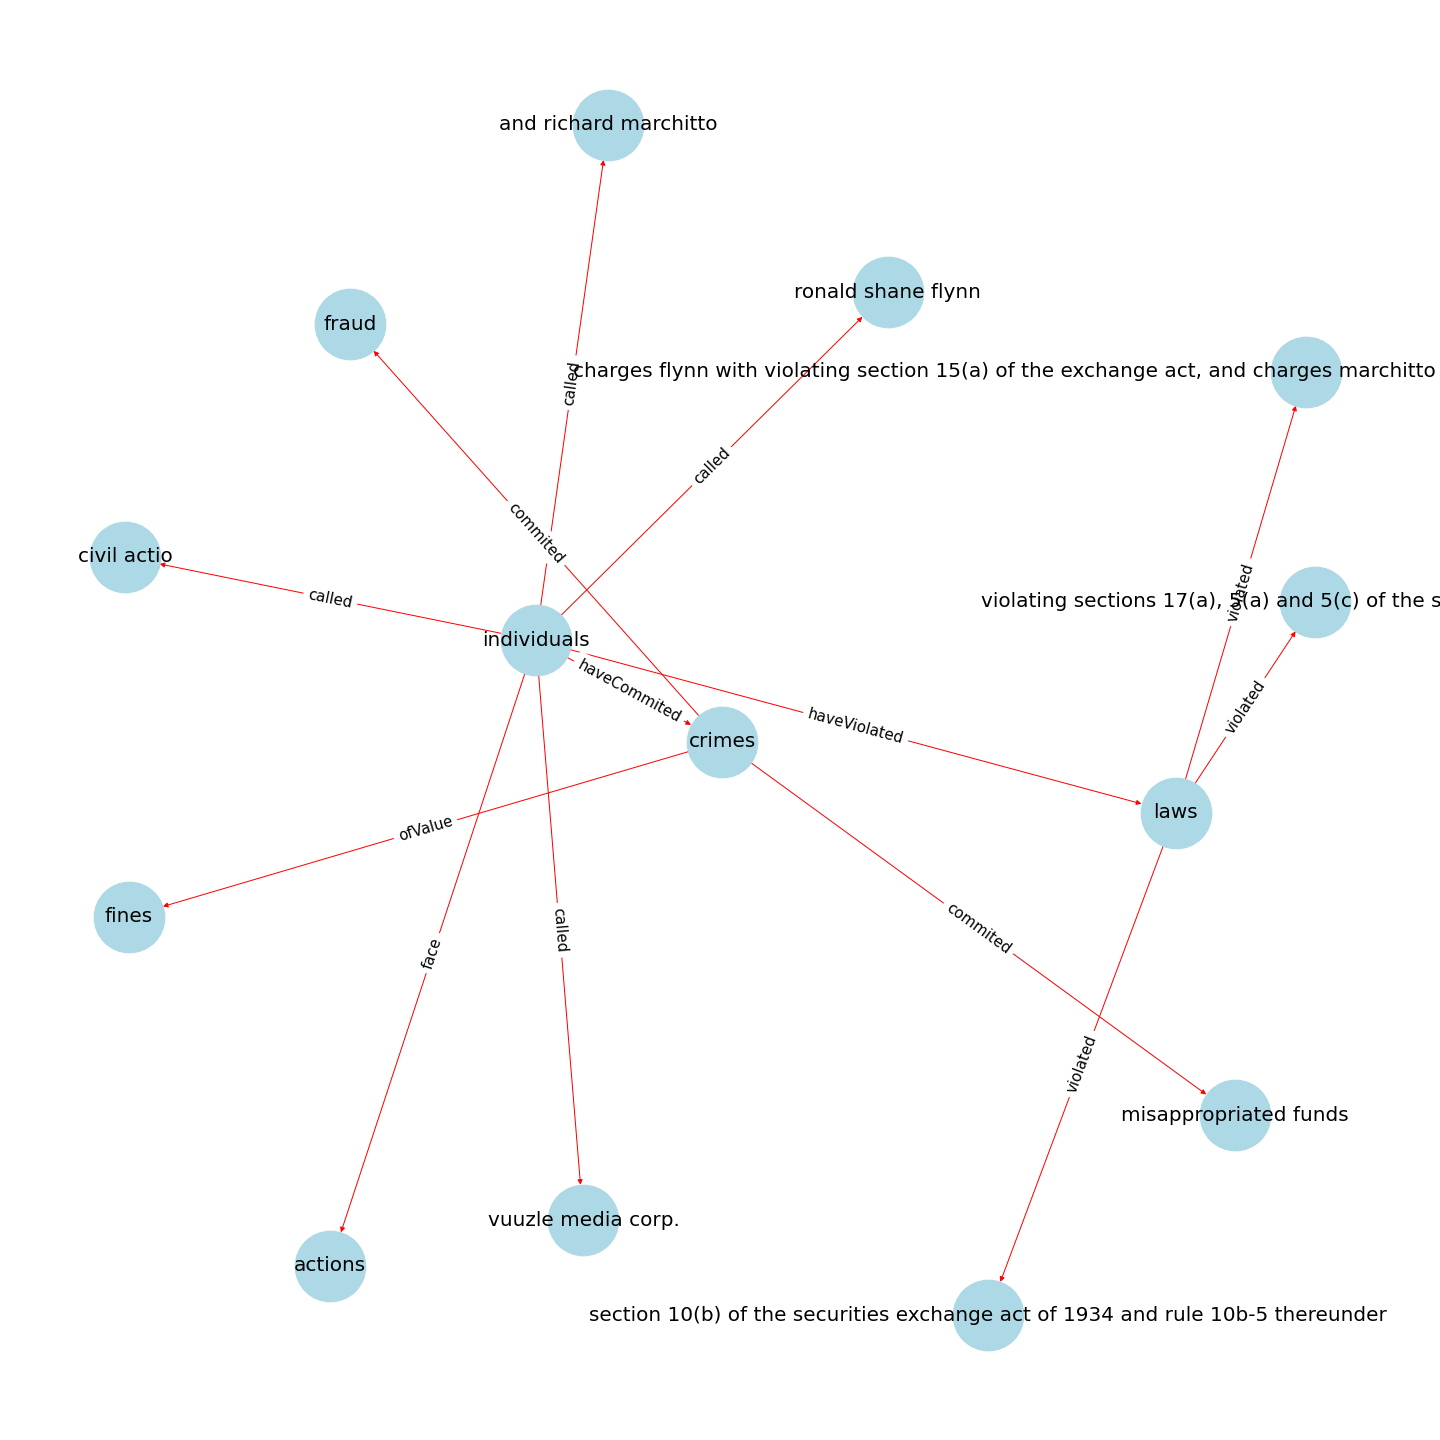 and richard marchitto
ronald shane flynn
fraud
called
charges flynn with violating section 15(a) of the exchange act, and charges marchitto
called
commited
civil actio
called
violated
violating sections 17(a), 5(a) and 5(c) of the s
individuals
haveCommited
haveViolated
violated
crimes
laws
ofValue
fines
called
commited
face
violated
misappropriated funds
vuuzle media corp.
actions
section 10(b) of the securities exchange act of 1934 and rule 10b-5 thereunder